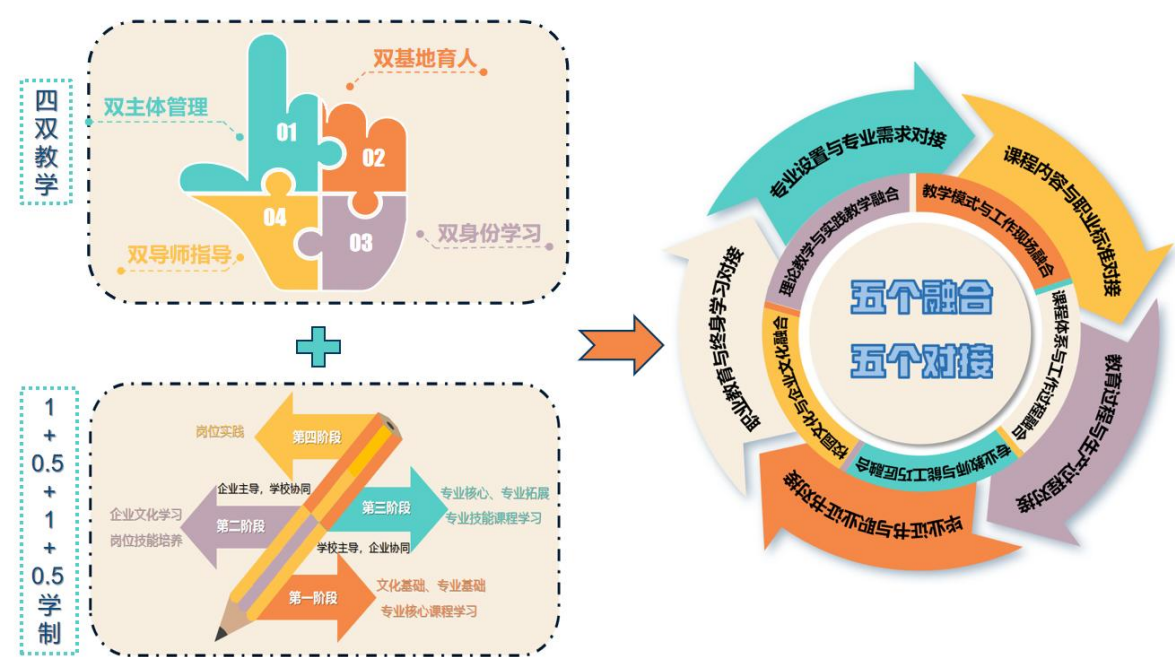 四双教学
双主体管理
双基地育人
双身份学习
双导师指导
01
02
03
04
1+0.5+1+0.5学制
第四阶段
岗位实践
企业主导，学校协同
第二阶段
企业文化学习
岗位技能培养
第三阶段
专业核心、专业拓展
专业技能课程学习
学校主导，企业协同
第一阶段
文化基础、专业基础
专业核心课程学习
五个融合
五个对接
专业设置与专业需求对接
课程内容与职业标准对接
教育过程与生产过程对接
毕业证书与职业证书对接
职业教育与终身学习对接
教学模式与工作现场融合
课程体系与工作过程融合
专业教师与能工巧匠融合
校园文化与企业文化融合
理论教学与实践教学融合